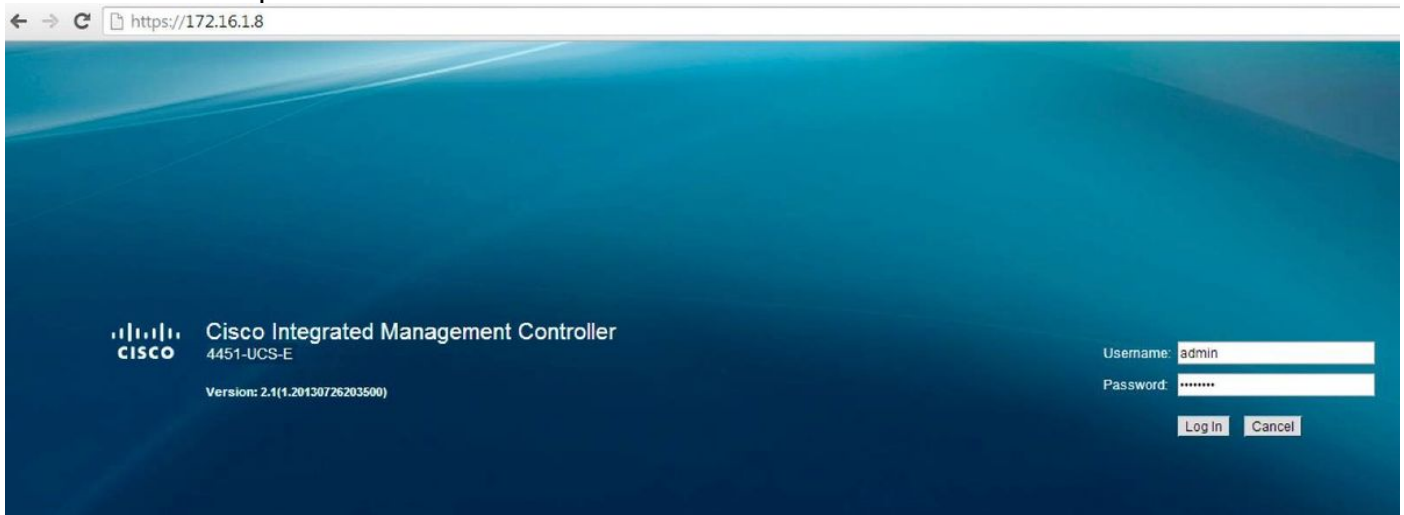 https://172.16.1.8
CISCO
Cisco Integrated Management Controller
4451-UCS-E
Version: 2.1(1.20130726203500)
Username: admin
Password: ••••••••
Log In Cancel